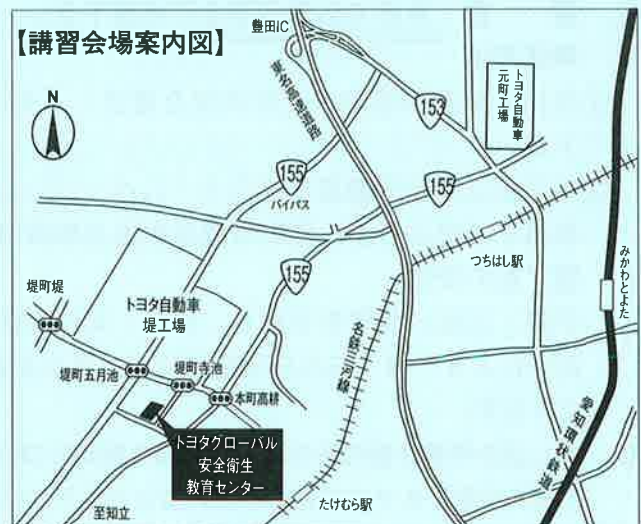 【講習会場案内図】
豊田IC
N
東名高速道路
153
トヨタ自動車
元町工場
155
バイパス
155
つちはし駅
みかわとよた
155
堤町堤
トヨタ自動車
堤工場
名鉄三河線
堤町五月池
堤町寺池
本町高耕
愛知環状鉄道
トヨタグローバル
安全衛生
教育センター
たけむら駅
至知立